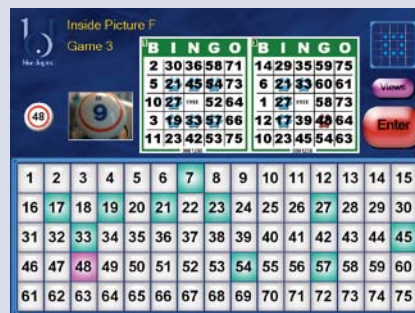 Inside Picture F
Game 3
blue dog inc
48
9
B I N G O
2 30 36 58 71
5 21 45 54 73
10 27 FREE 52 64
3 19 33 57 66
11 23 42 53 75
B I N G O
14 29 35 59 75
6 21 33 60 61
1 27 FREE 58 73
12 17 39 48 64
10 23 45 54 63
Views
Enter
1 2 3 4 5 6 7 8 9 10 11 12 13 14 15
16 17 18 19 20 21 22 23 24 25 26 27 28 29 30
31 32 33 34 35 36 37 38 39 40 41 42 43 44 45
46 47 48 49 50 51 52 53 54 55 56 57 58 59 60
61 62 63 64 65 66 67 68 69 70 71 72 73 74 75